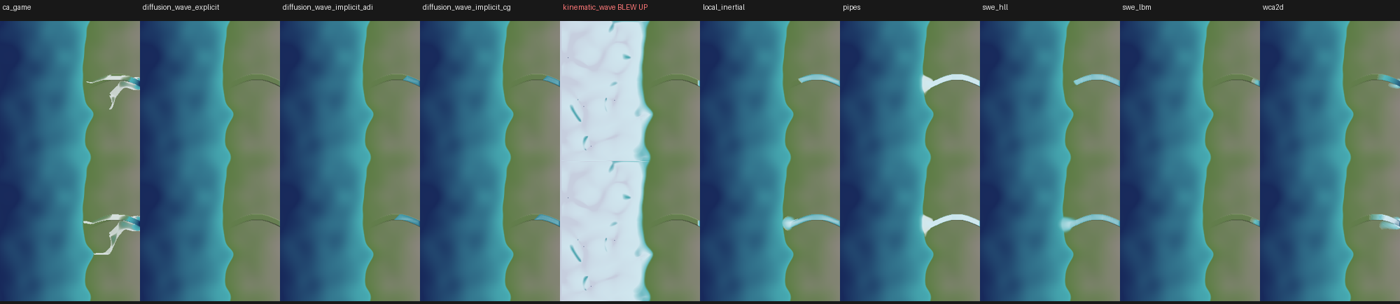 ca_game
diffusion_wave_explicit
diffusion_wave_implicit_adi
diffusion_wave_implicit_cg
kinematic_wave BLEW UP
local_inertial
pipes
swe_hll
swe_lbm
wca2d